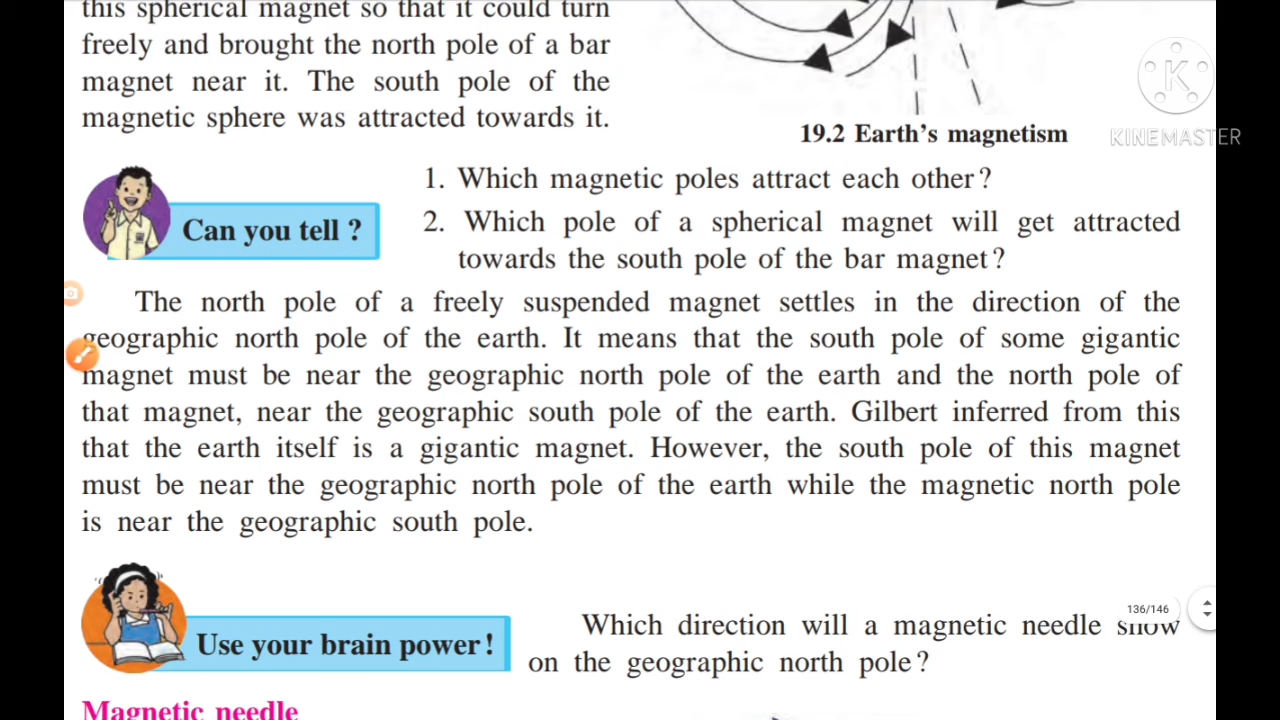 this spherical magnet so that it could turn
freely and brought the north pole of a bar
magnet near it. The south pole of the
magnetic sphere was attracted towards it.
19.2 Earth's magnetism
K
KINEMASTER
Can you tell ?
1. Which magnetic poles attract each other?
2. Which pole of a spherical magnet will get attracted
towards the south pole of the bar magnet?
The north pole of a freely suspended magnet settles in the direction of the
geographic north pole of the earth. It means that the south pole of some gigantic
magnet must be near the geographic north pole of the earth and the north pole of
that magnet, near the geographic south pole of the earth. Gilbert inferred from this
that the earth itself is a gigantic magnet. However, the south pole of this magnet
must be near the geographic north pole of the earth while the magnetic north pole
is near the geographic south pole.
136/146
Use your brain power!
Which direction will a magnetic needle show
on the geographic north pole?
Magnetic needle